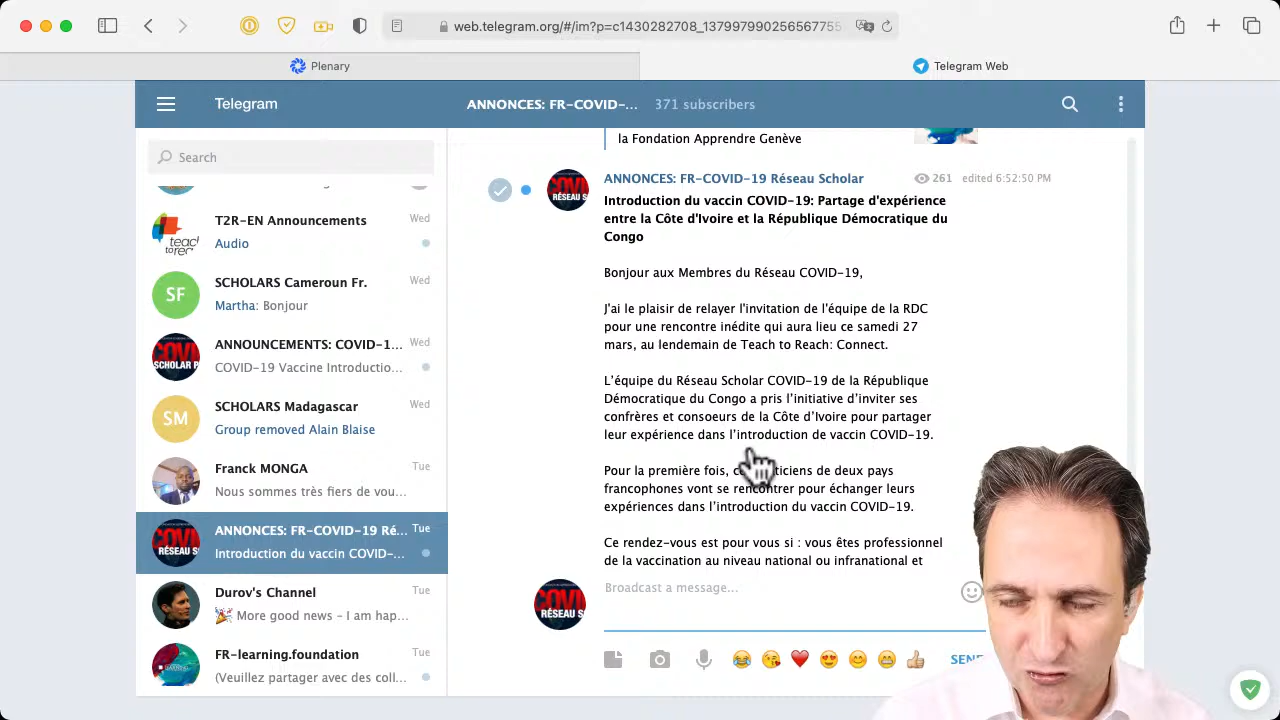 web.telegram.org/#/im?p=c1430282708_13799799025656775
Plenary
Telegram Web
Telegram
ANNONCES: FR-COVID-... 371 subscribers
Search
T2R-EN Announcements Wed
Audio
SF
SCHOLARS Cameroun Fr. Wed
Martha: Bonjour
ANNOUNCEMENTS: COVID-1... Wed
COVID-19 Vaccine Introductio...
SM
SCHOLARS Madagascar Wed
Group removed Alain Blaise
Franck MONGA Tue
Nous sommes très fiers de vou...
ANNONCES: FR-COVID-19 Ré... Tue
Introduction du vaccin COVID-...
Durov's Channel Tue
🎉 More good news – I am hap...
FR-learning.foundation Tue
(Veuillez partager avec des coll...
la Fondation Apprendre Genève
ANNONCES: FR-COVID-19 Réseau Scholar 261 edited 6:52:50 PM
Introduction du vaccin COVID-19: Partage d'expérience
entre la Côte d'Ivoire et la République Démocratique du
Congo
Bonjour aux Membres du Réseau COVID-19,
J'ai le plaisir de relayer l'invitation de l'équipe de la RDC
pour une rencontre inédite qui aura lieu ce samedi 27
mars, au lendemain de Teach to Reach: Connect.
L’équipe du Réseau Scholar COVID-19 de la République
Démocratique du Congo a pris l’initiative d’inviter ses
confrères et consoeurs de la Côte d’Ivoire pour partager
leur expérience dans l’introduction de vaccin COVID-19.
Pour la première fois, de deux pays
francophones vont se rencontrer pour échanger leurs
expériences dans l’introduction du vaccin COVID-19.
Ce rendez-vous est pour vous si : vous êtes professionnel
de la vaccination au niveau national ou infranational et
Broadcast a message...